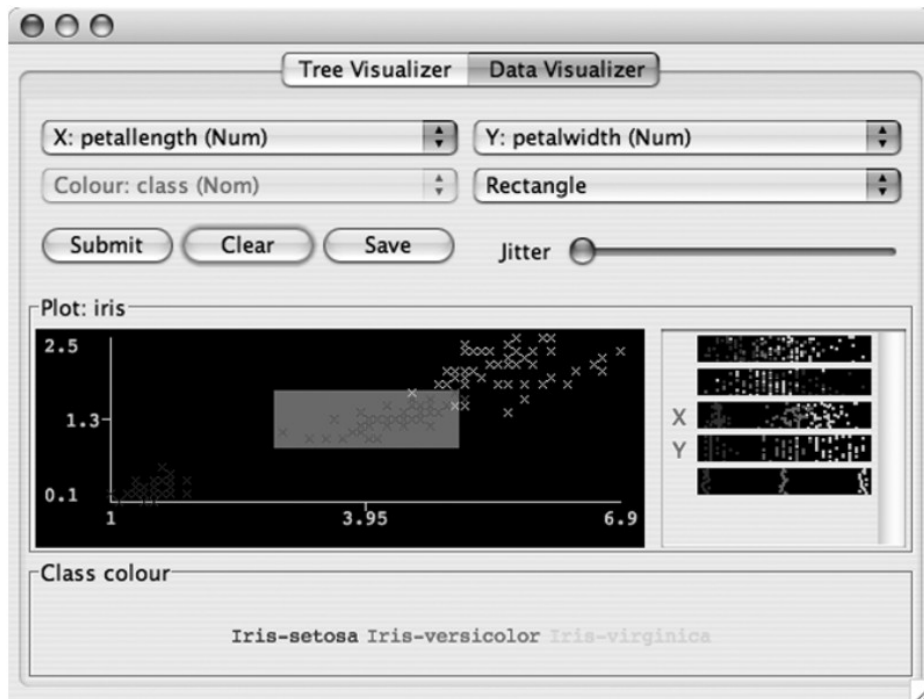 Tree Visualizer Data Visualizer
X: petallength (Num) Y: petalwidth (Num)
Colour: class (Nom) Rectangle
Submit Clear Save Jitter
Plot: iris
2.5
1.3
0.1
1 3.95 6.9
X
Y
Class colour
Iris-setosa Iris-versicolor Iris-virginica